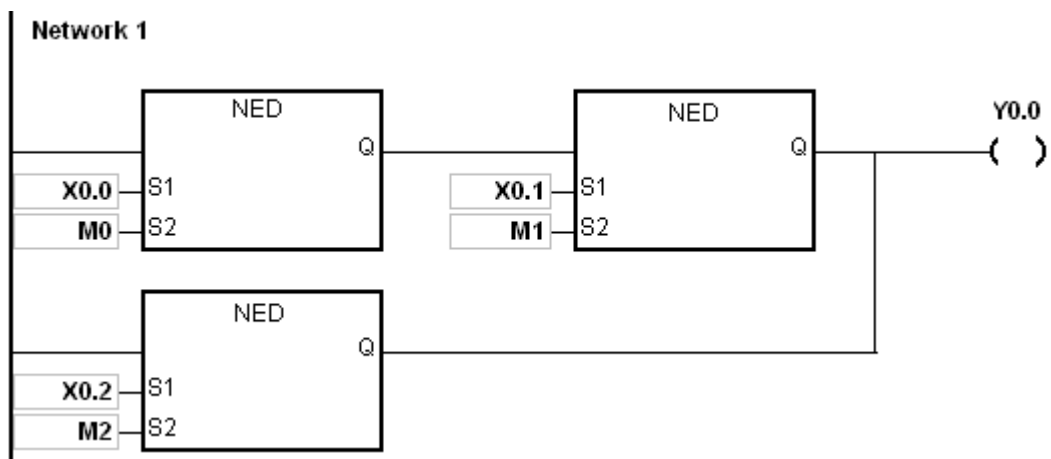 Network 1
NED
Q
X0.0 S1
M0 S2
NED
Q
X0.1 S1
M1 S2
Y0.0
NED
Q
X0.2 S1
M2 S2